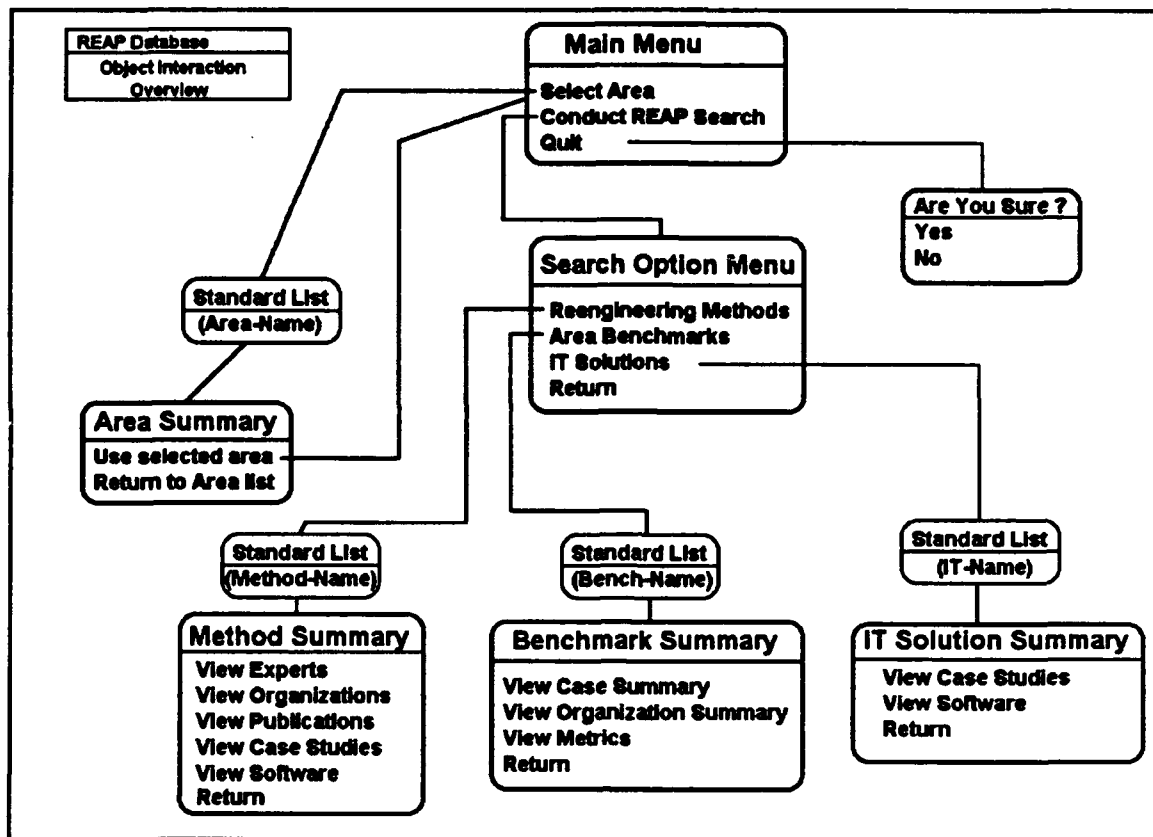 REAP Database
Object Interaction
Overview
Main Menu
Select Area
Conduct REAP Search
Quit
Are You Sure ?
Yes
No
Search Option Menu
Reengineering Methods
Area Benchmarks
IT Solutions
Return
Standard List
(Area-Name)
Area Summary
Use selected area
Return to Area list
Standard List
(Method-Name)
Standard List
(Bench-Name)
Standard List
(IT-Name)
Method Summary
View Experts
View Organizations
View Publications
View Case Studies
View Software
Return
Benchmark Summary
View Case Summary
View Organization Summary
View Metrics
Return
IT Solution Summary
View Case Studies
View Software
Return